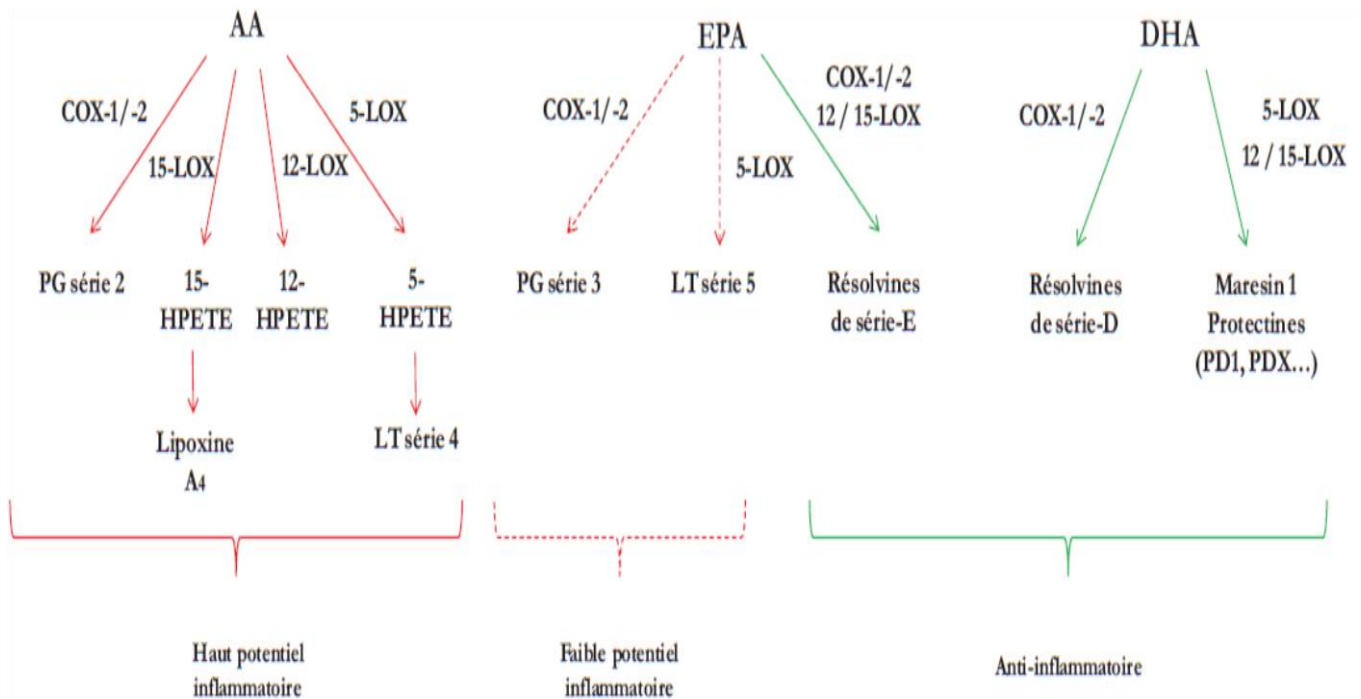 AA
EPA
DHA
COX-1/-2
5-LOX
15-LOX
12-LOX
COX-1/-2
5-LOX
COX-1/-2
12 / 15-LOX
COX-1/-2
5-LOX
12 / 15-LOX
PG série 2
15-
HPETE
12-
HPETE
5-
HPETE
PG série 3
LT série 5
Résolvines
de série-E
Résolvines
de série-D
Maresin 1
Protectines
(PD1, PDX...)
Lipoxine
A4
LT série 4
Haut potentiel
inflammatoire
Faible potentiel
inflammatoire
Anti-inflammatoire